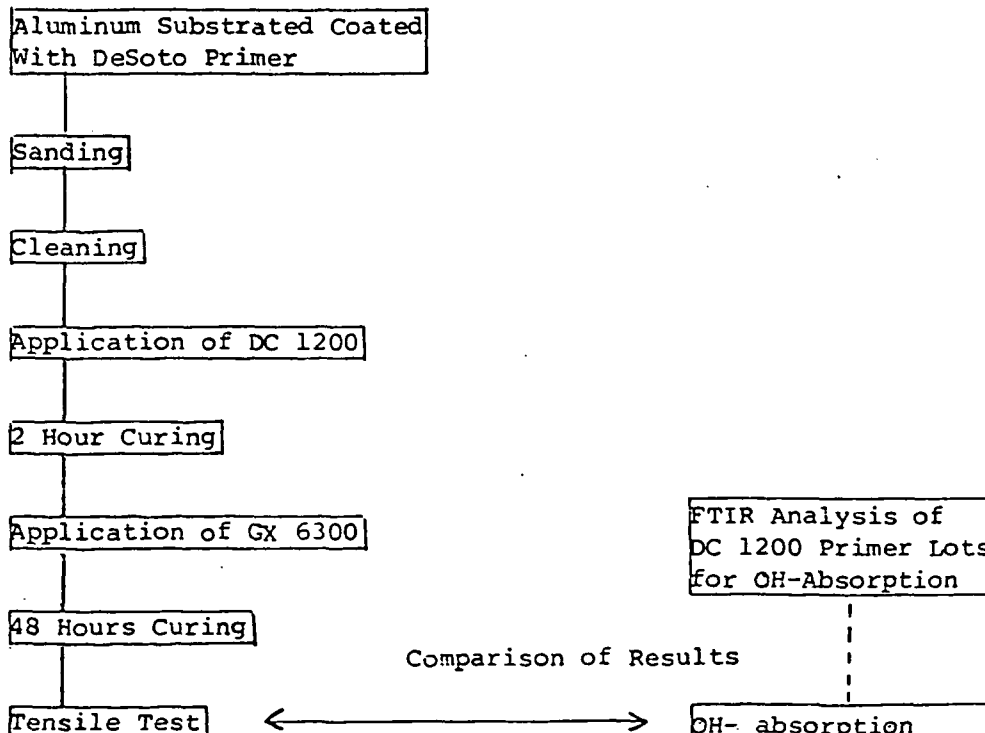 Aluminum Substrated Coated
With DeSoto Primer
Sanding
Cleaning
Application of DC 1200
2 Hour Curing
Application of GX 6300
48 Hours Curing
Tensile Test
Comparison of Results
FTIR Analysis of
DC 1200 Primer Lots
for OH-Absorption
OH- absorption